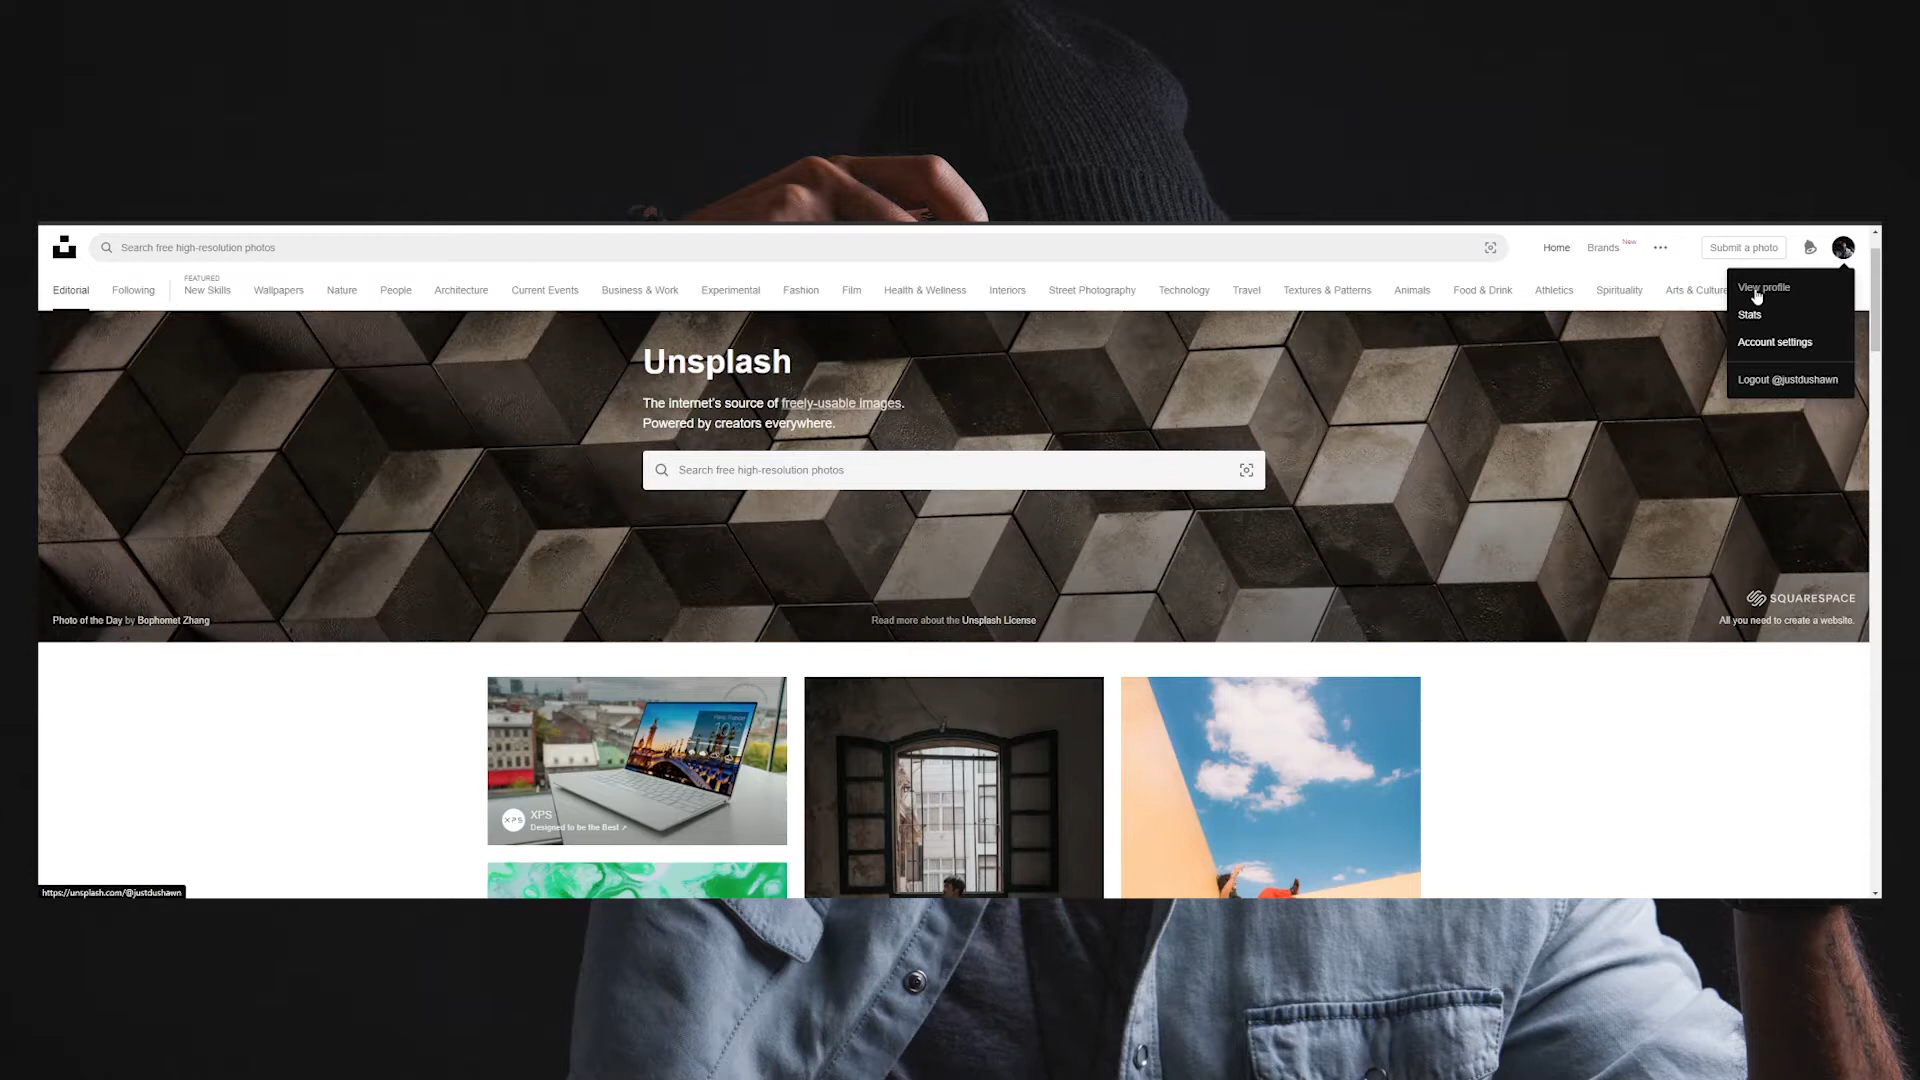 Search free high-resolution photos
Home
Brands
New
Submit a photo
Editorial
Following
FEATURED
New Skills
Wallpapers
Nature
People
Architecture
Current Events
Business & Work
Experimental
Fashion
Film
Health & Wellness
Interiors
Street Photography
Technology
Travel
Textures & Patterns
Animals
Food & Drink
Athletics
Spirituality
Arts & Culture
View profile
Stats
Account settings
Logout @justdushawn
Unsplash
The internet's source of freely-usable images.
Powered by creators everywhere.
Search free high-resolution photos
Photo of the Day by Bophomet Zhang
Read more about the Unsplash License
SQUARESPACE
All you need to create a website.
XPS
XPS
Designed to be the Best ↗
https://unsplash.com/@justdushawn